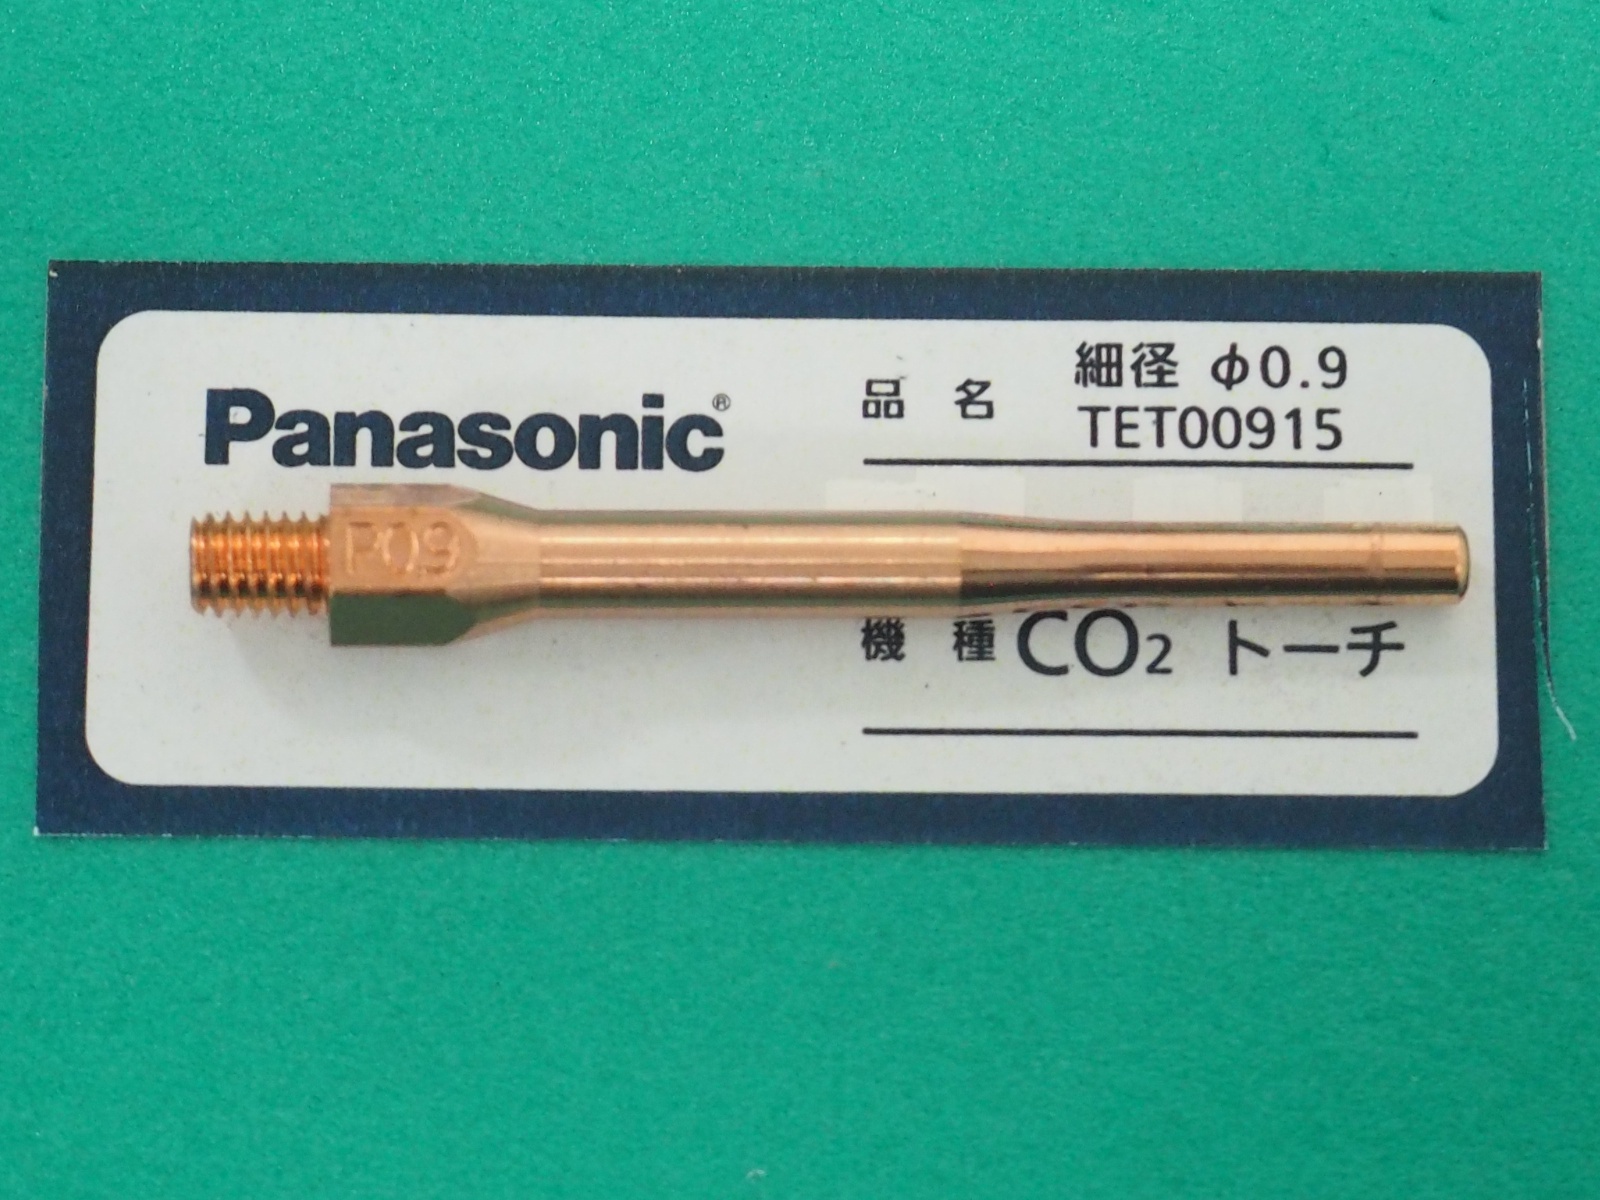 Panasonic®
品名 細径 φ0.9
TET00915
P09
機種 CO2 トーチ